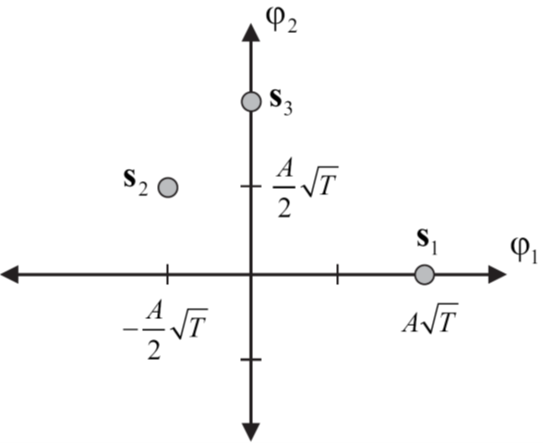 φ₂
s₃
s₂
A/2 √T
s₁
φ₁
−A/2 √T
A√T